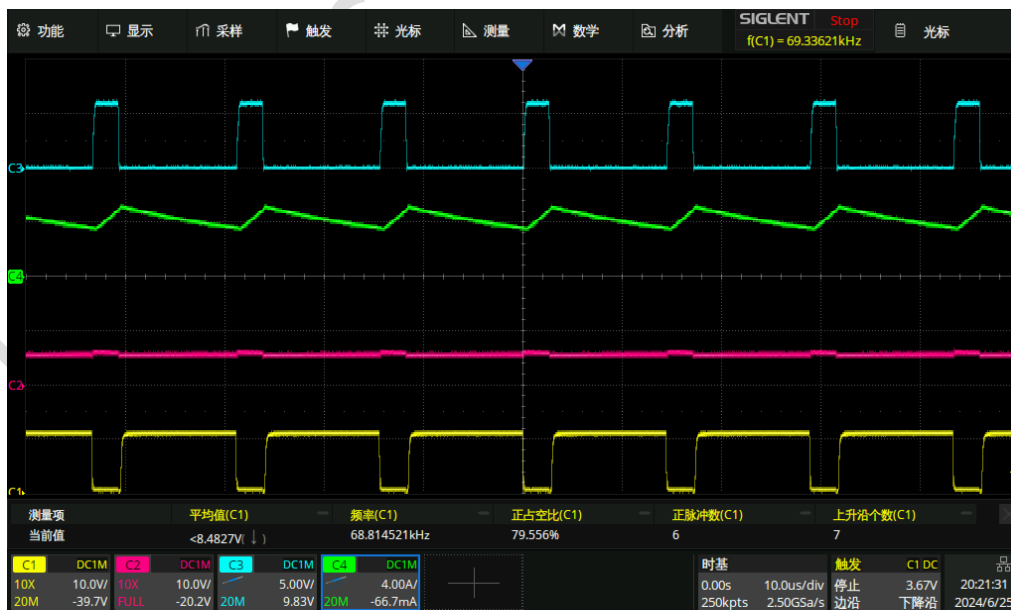 功能 显示 采样 触发 光标 测量 数学 分析 SIGLENT Stop 光标
f(C1) = 69.33621kHz
C3
C4
C2
C1
测量项 平均值(C1) 频率(C1) 正占空比(C1) 正脉冲数(C1) 上升沿个数(C1)
当前值 <8.4827V(↓) 68.814521kHz 79.556% 6 7
C1 DC1M C2 DC1M C3 DC1M C4 DC1M 时基 触发 C1 DC
10X 10.0V/ 10X 10.0V/ 5.00V/ 4.00A/ 0.00s 10.0us/div 停止 3.67V 20:21:31
20M -39.7V FULL -20.2V 20M 9.83V 20M -66.7mA 250kpts 2.50GSa/s 边沿 下降沿 2024/6/25